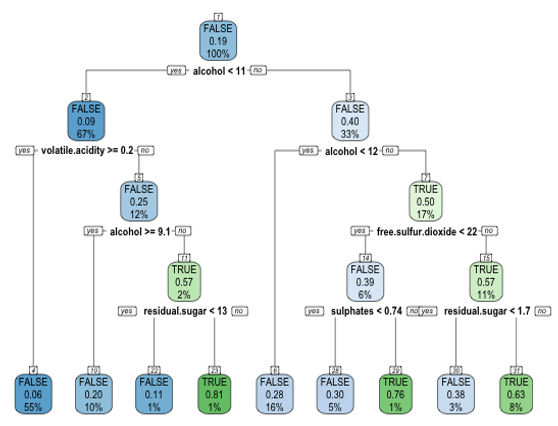 1
FALSE
0.19
100%
yes alcohol < 11 no
2
FALSE
0.09
67%
3
FALSE
0.40
33%
yes volatile.acidity >= 0.2 no
yes alcohol < 12 no
5
FALSE
0.25
12%
7
TRUE
0.50
17%
yes alcohol >= 9.1 no
yes free.sulfur.dioxide < 22 no
11
TRUE
0.57
2%
14
FALSE
0.39
6%
15
TRUE
0.57
11%
yes residual.sugar < 13 no
yes sulphates < 0.74 no
yes residual.sugar < 1.7 no
4
FALSE
0.06
55%
10
FALSE
0.20
10%
22
FALSE
0.11
1%
23
TRUE
0.81
1%
6
FALSE
0.28
16%
28
FALSE
0.30
5%
29
TRUE
0.76
1%
30
FALSE
0.38
3%
31
TRUE
0.63
8%